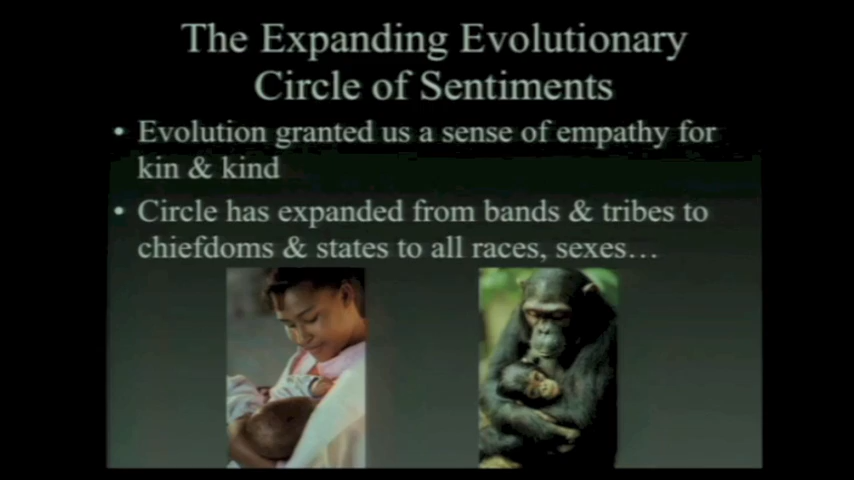 The Expanding Evolutionary
Circle of Sentiments
• Evolution granted us a sense of empathy for
kin & kind
• Circle has expanded from bands & tribes to
chiefdoms & states to all races, sexes…